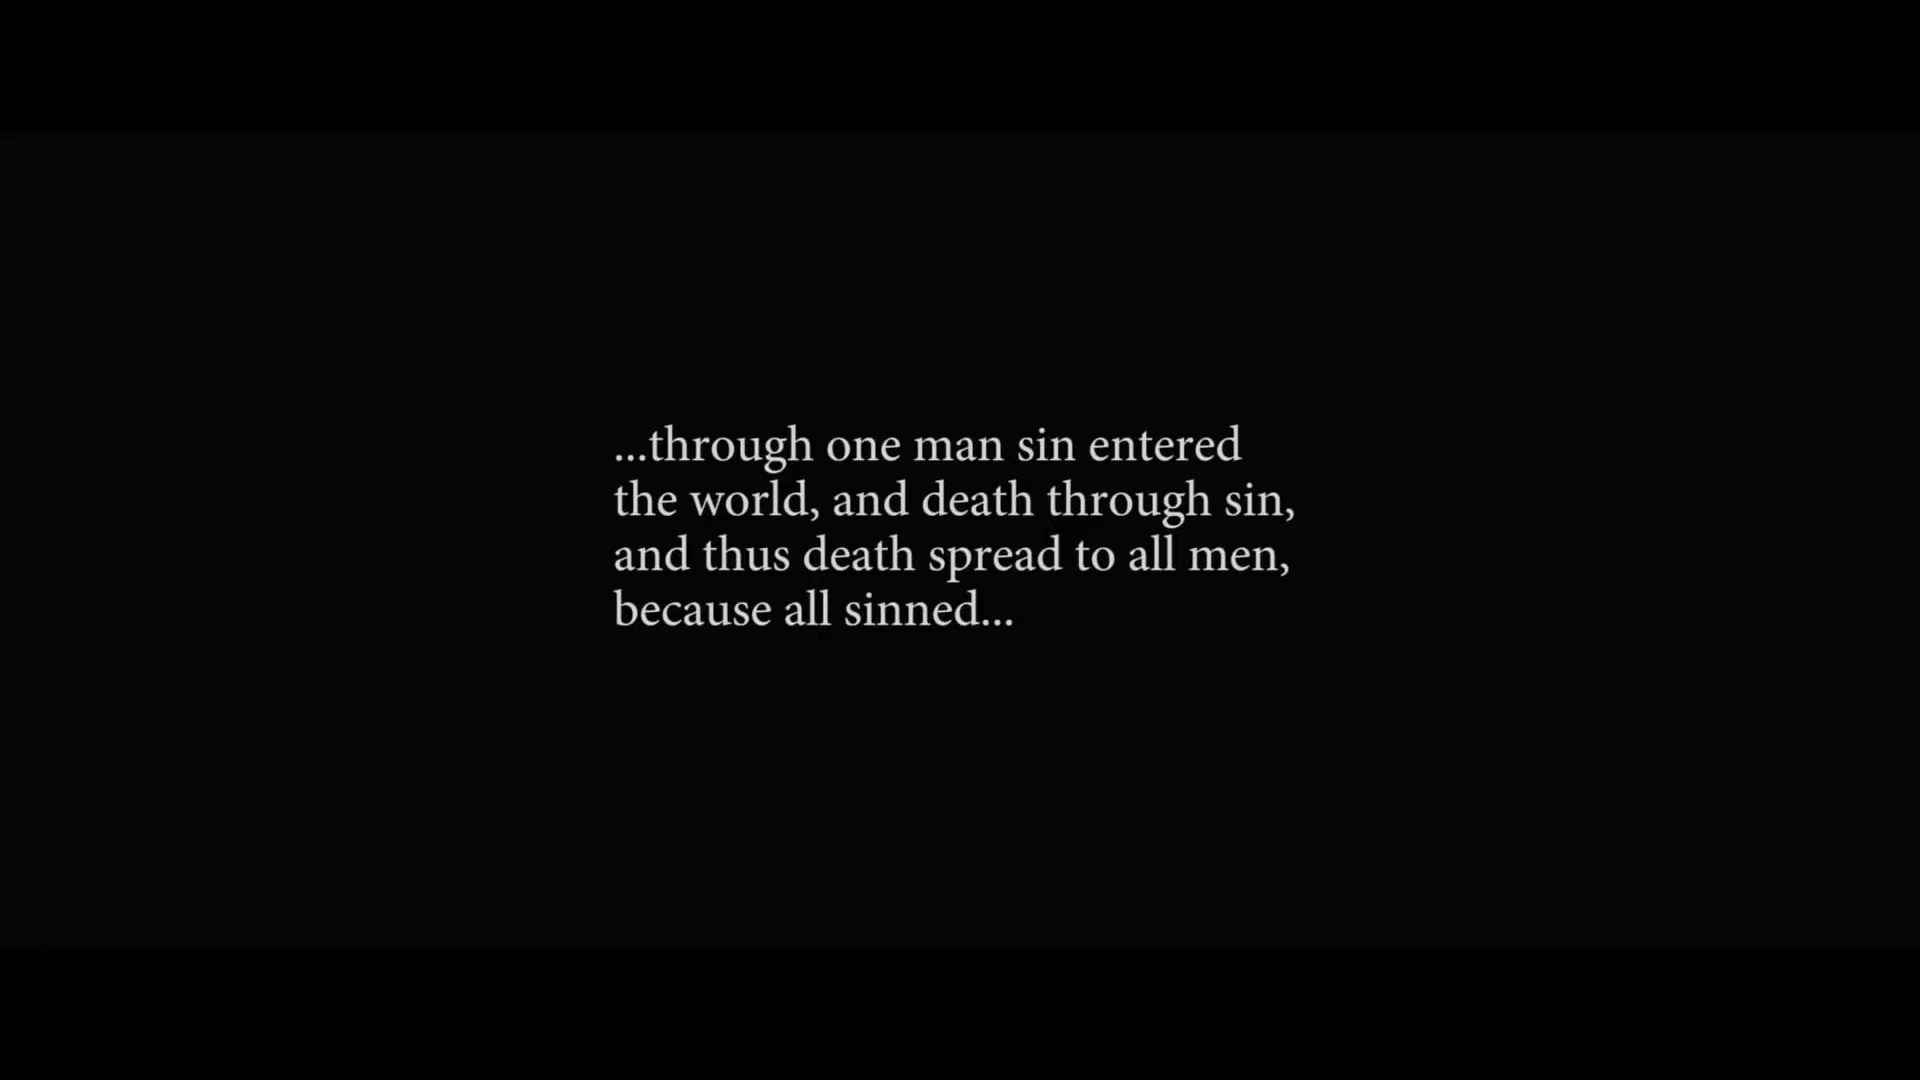 ...through one man sin entered
the world, and death through sin,
and thus death spread to all men,
because all sinned...